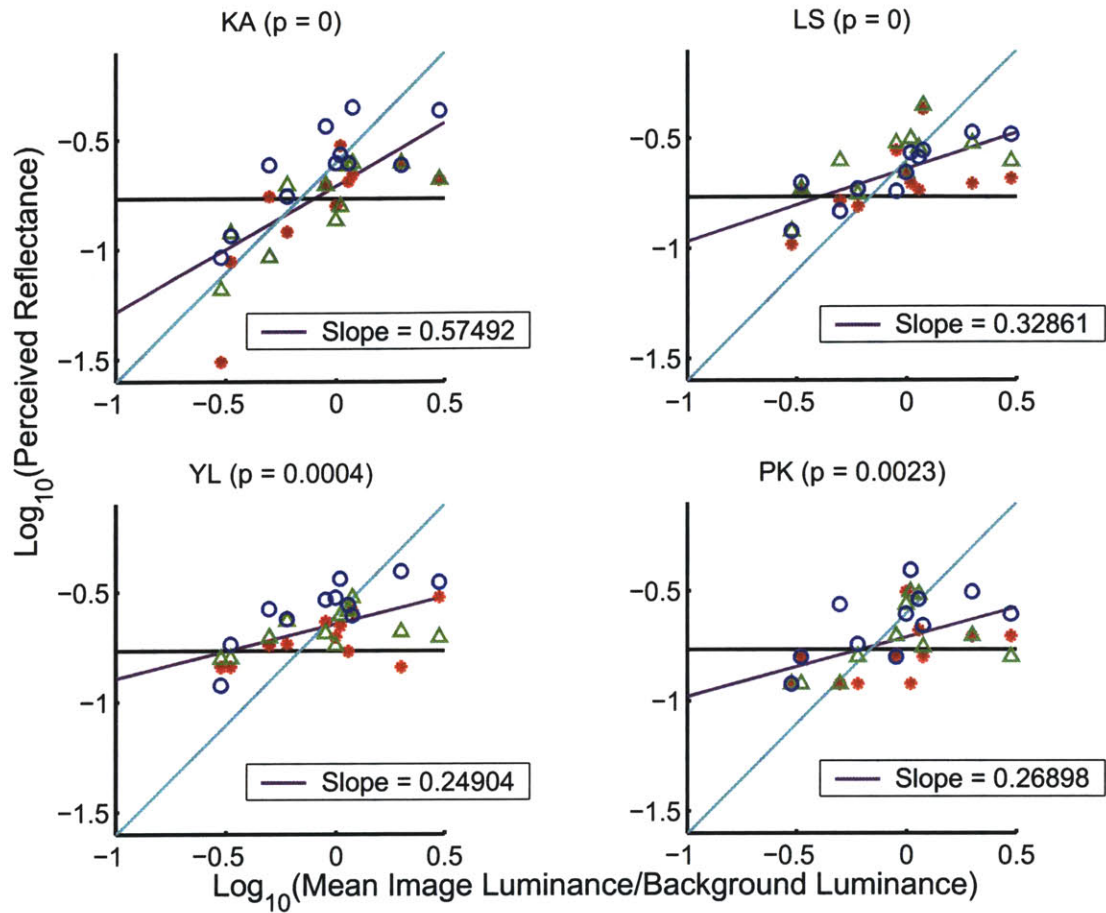 KA (p = 0)
LS (p = 0)
−0.5
−1
−1.5
−1 −0.5 0 0.5
Slope = 0.57492
−0.5
−1
−1.5
−1 −0.5 0 0.5
Slope = 0.32861
YL (p = 0.0004)
PK (p = 0.0023)
−0.5
−1
−1.5
−1 −0.5 0 0.5
Slope = 0.24904
−0.5
−1
−1.5
−1 −0.5 0 0.5
Slope = 0.26898
Log10(Perceived Reflectance)
Log10(Mean Image Luminance/Background Luminance)